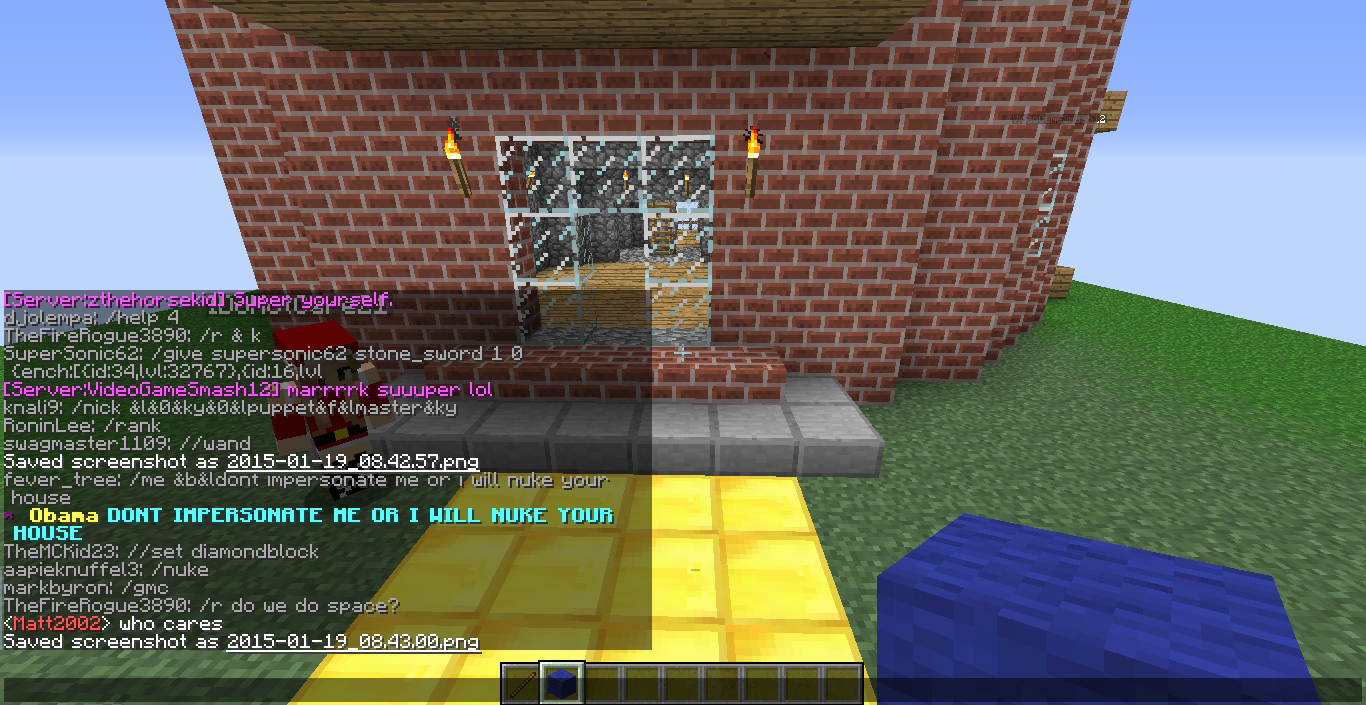 [Server:zthehorsekid] Super yourself.
djolempa: /help 4
TheFireRogue3890: /r & k
SuperSonic62: /give supersonic62 stone_sword 1 0
{ench:[{id:34,lvl:32767},{id:16,lvl
[Server:VideoGameSmash12] marrrrk suuuper lol
knali9: /nick &l&0&ky&0&lpuppet&f&lmaster&ky
RoninLee: /rank
swagmaster1109: //wand
Saved screenshot as 2015-01-19_08.42.57.png
fever_tree: /me &b&ldont impersonate me or i will nuke your
house
* Obama DONT IMPERSONATE ME OR I WILL NUKE YOUR
HOUSE
TheMCKid23: //set diamondblock
aapieknuffel3: /nuke
markbyron: /gmc
TheFireRogue3890: /r do we do space?
<Matt2002> who cares
Saved screenshot as 2015-01-19_08.43.00.png